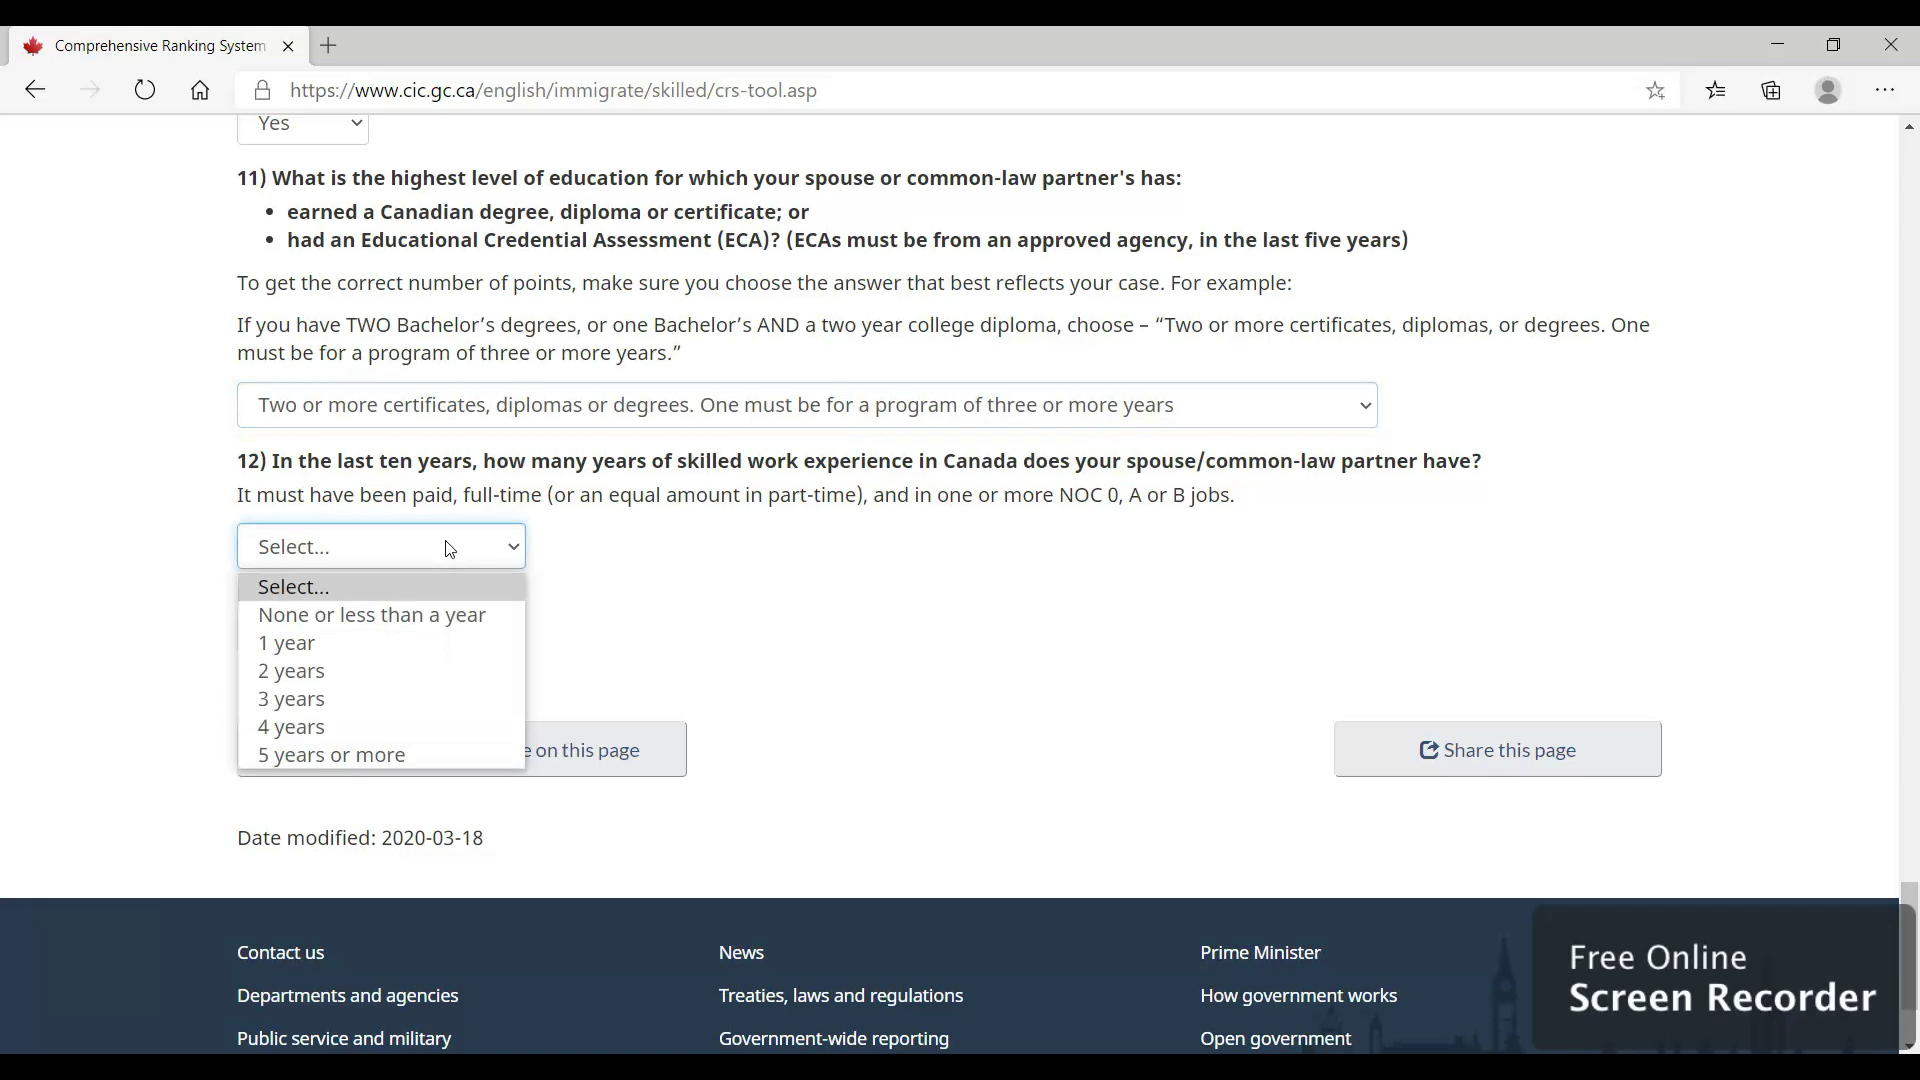 Comprehensive Ranking System
https://www.cic.gc.ca/english/immigrate/skilled/crs-tool.asp
Yes
11) What is the highest level of education for which your spouse or common-law partner's has:
• earned a Canadian degree, diploma or certificate; or
• had an Educational Credential Assessment (ECA)? (ECAs must be from an approved agency, in the last five years)
To get the correct number of points, make sure you choose the answer that best reflects your case. For example:
If you have TWO Bachelor’s degrees, or one Bachelor’s AND a two year college diploma, choose – “Two or more certificates, diplomas, or degrees. One
must be for a program of three or more years.”
Two or more certificates, diplomas or degrees. One must be for a program of three or more years
12) In the last ten years, how many years of skilled work experience in Canada does your spouse/common-law partner have?
It must have been paid, full-time (or an equal amount in part-time), and in one or more NOC 0, A or B jobs.
Select...
Select...
None or less than a year
1 year
2 years
3 years
4 years
5 years or more
e on this page
Share this page
Date modified: 2020-03-18
Contact us
News
Prime Minister
Departments and agencies
Treaties, laws and regulations
How government works
Public service and military
Government-wide reporting
Open government
Free Online
Screen Recorder